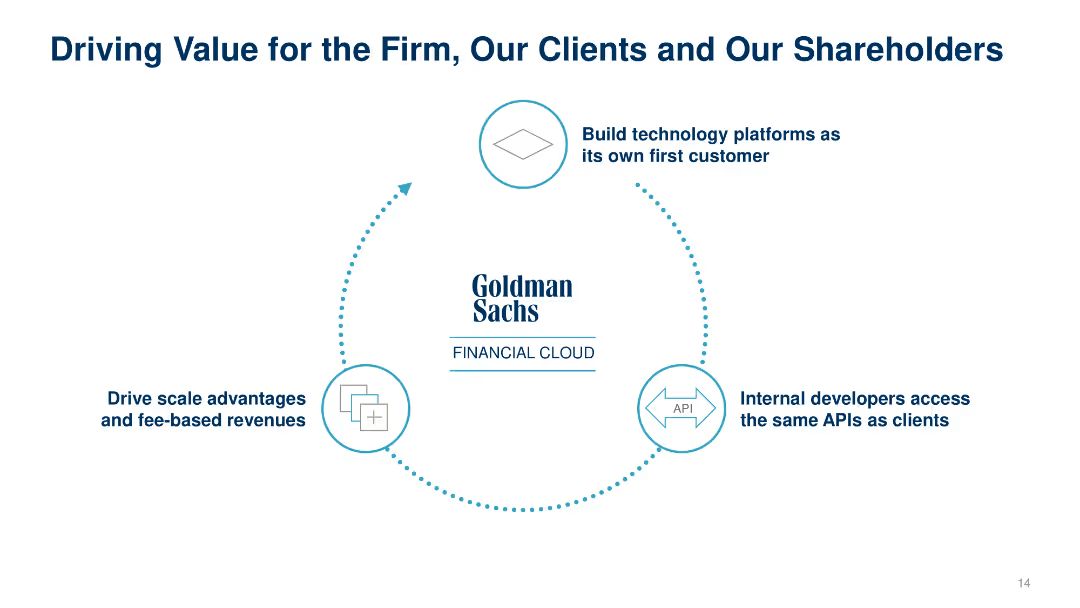 Driving Value for the Firm, Our Clients and Our Shareholders
Build technology platforms as
its own first customer
Goldman
Sachs
FINANCIAL CLOUD
Drive scale advantages
and fee-based revenues
API
Internal developers access
the same APIs as clients
14